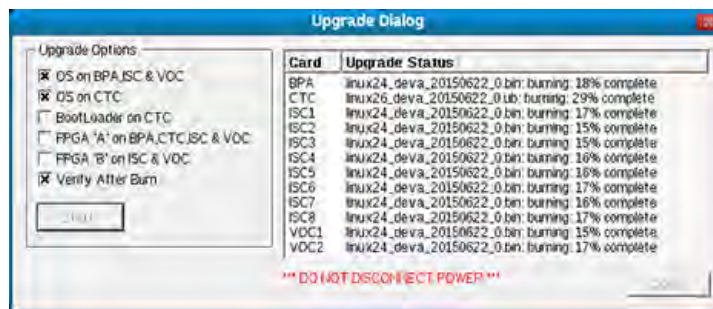 Upgrade Dialog
Upgrade Options
OS on BPA,ISC & VOC
OS on CTC
BootLoader on CTC
FPGA 'A' on BPA,CTC,ISC & VOC
FPGA 'B' on ISC & VOC
Verify After Burn
Card Upgrade Status
BPA linux24_deva_20150622_0.bin: burning: 18% complete
CTC linux26_deva_20150622_0.ub: burning: 29% complete
ISC1 linux24_deva_20150622_0.bin: burning: 17% complete
ISC2 linux24_deva_20150622_0.bin: burning: 15% complete
ISC3 linux24_deva_20150622_0.bin: burning: 15% complete
ISC4 linux24_deva_20150622_0.bin: burning: 16% complete
ISC5 linux24_deva_20150622_0.bin: burning: 16% complete
ISC6 linux24_deva_20150622_0.bin: burning: 17% complete
ISC7 linux24_deva_20150622_0.bin: burning: 16% complete
ISC8 linux24_deva_20150622_0.bin: burning: 17% complete
VOC1 linux24_deva_20150622_0.bin: burning: 15% complete
VOC2 linux24_deva_20150622_0.bin: burning: 17% complete
*** DO NOT DISCONNECT POWER ***